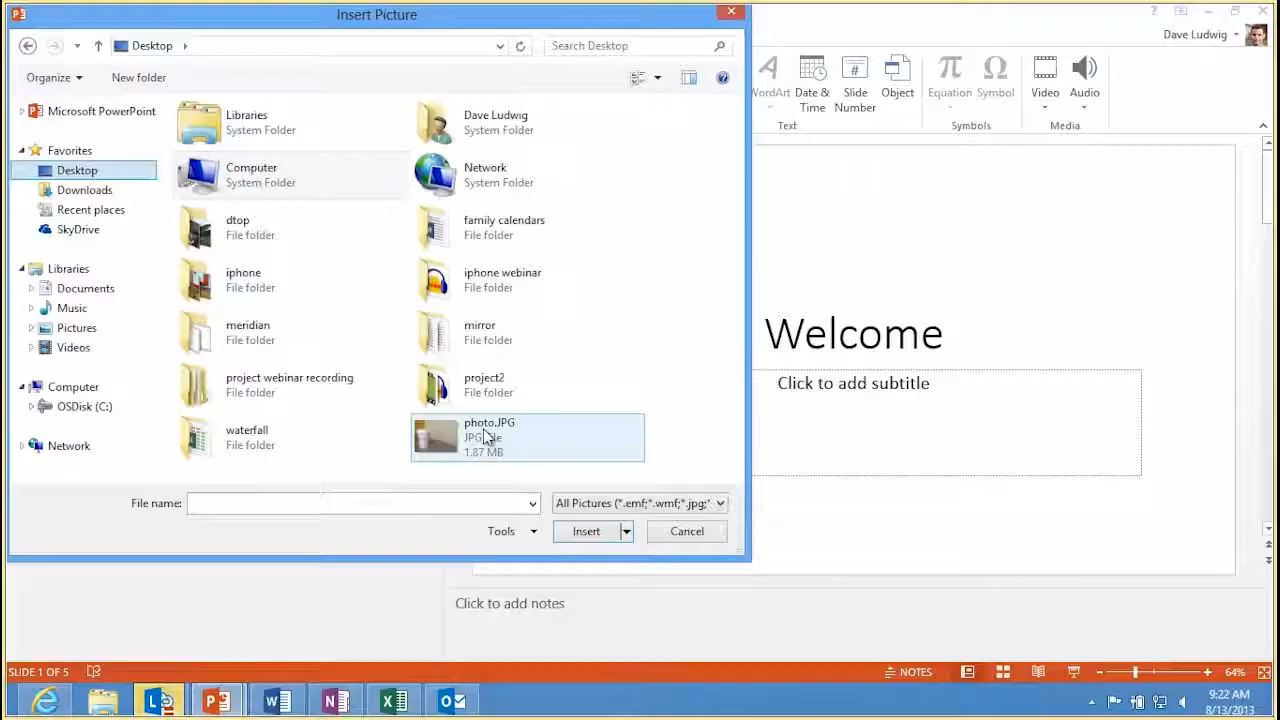 Insert Picture
Desktop
Search Desktop
Organize
New folder
Microsoft PowerPoint
Favorites
Desktop
Downloads
Recent places
SkyDrive
Libraries
Documents
Music
Pictures
Videos
Computer
OSDisk (C:)
Network
Libraries
System Folder
Dave Ludwig
System Folder
Computer
System Folder
Network
System Folder
dtop
File folder
family calendars
File folder
iphone
File folder
iphone webinar
File folder
meridian
File folder
mirror
File folder
project webinar recording
File folder
project2
File folder
waterfall
File folder
photo.JPG
JPG File
1.87 MB
File name:
All Pictures (*.emf;*.wmf;*.jpg;*
Tools
Insert
Cancel
Dave Ludwig
WordArt
Date &
Time
Slide
Number
Object
Equation
Symbol
Video
Audio
Text
Symbols
Media
Welcome
Click to add subtitle
Click to add notes
SLIDE 1 OF 5
NOTES
64%
9:22 AM
8/13/2013